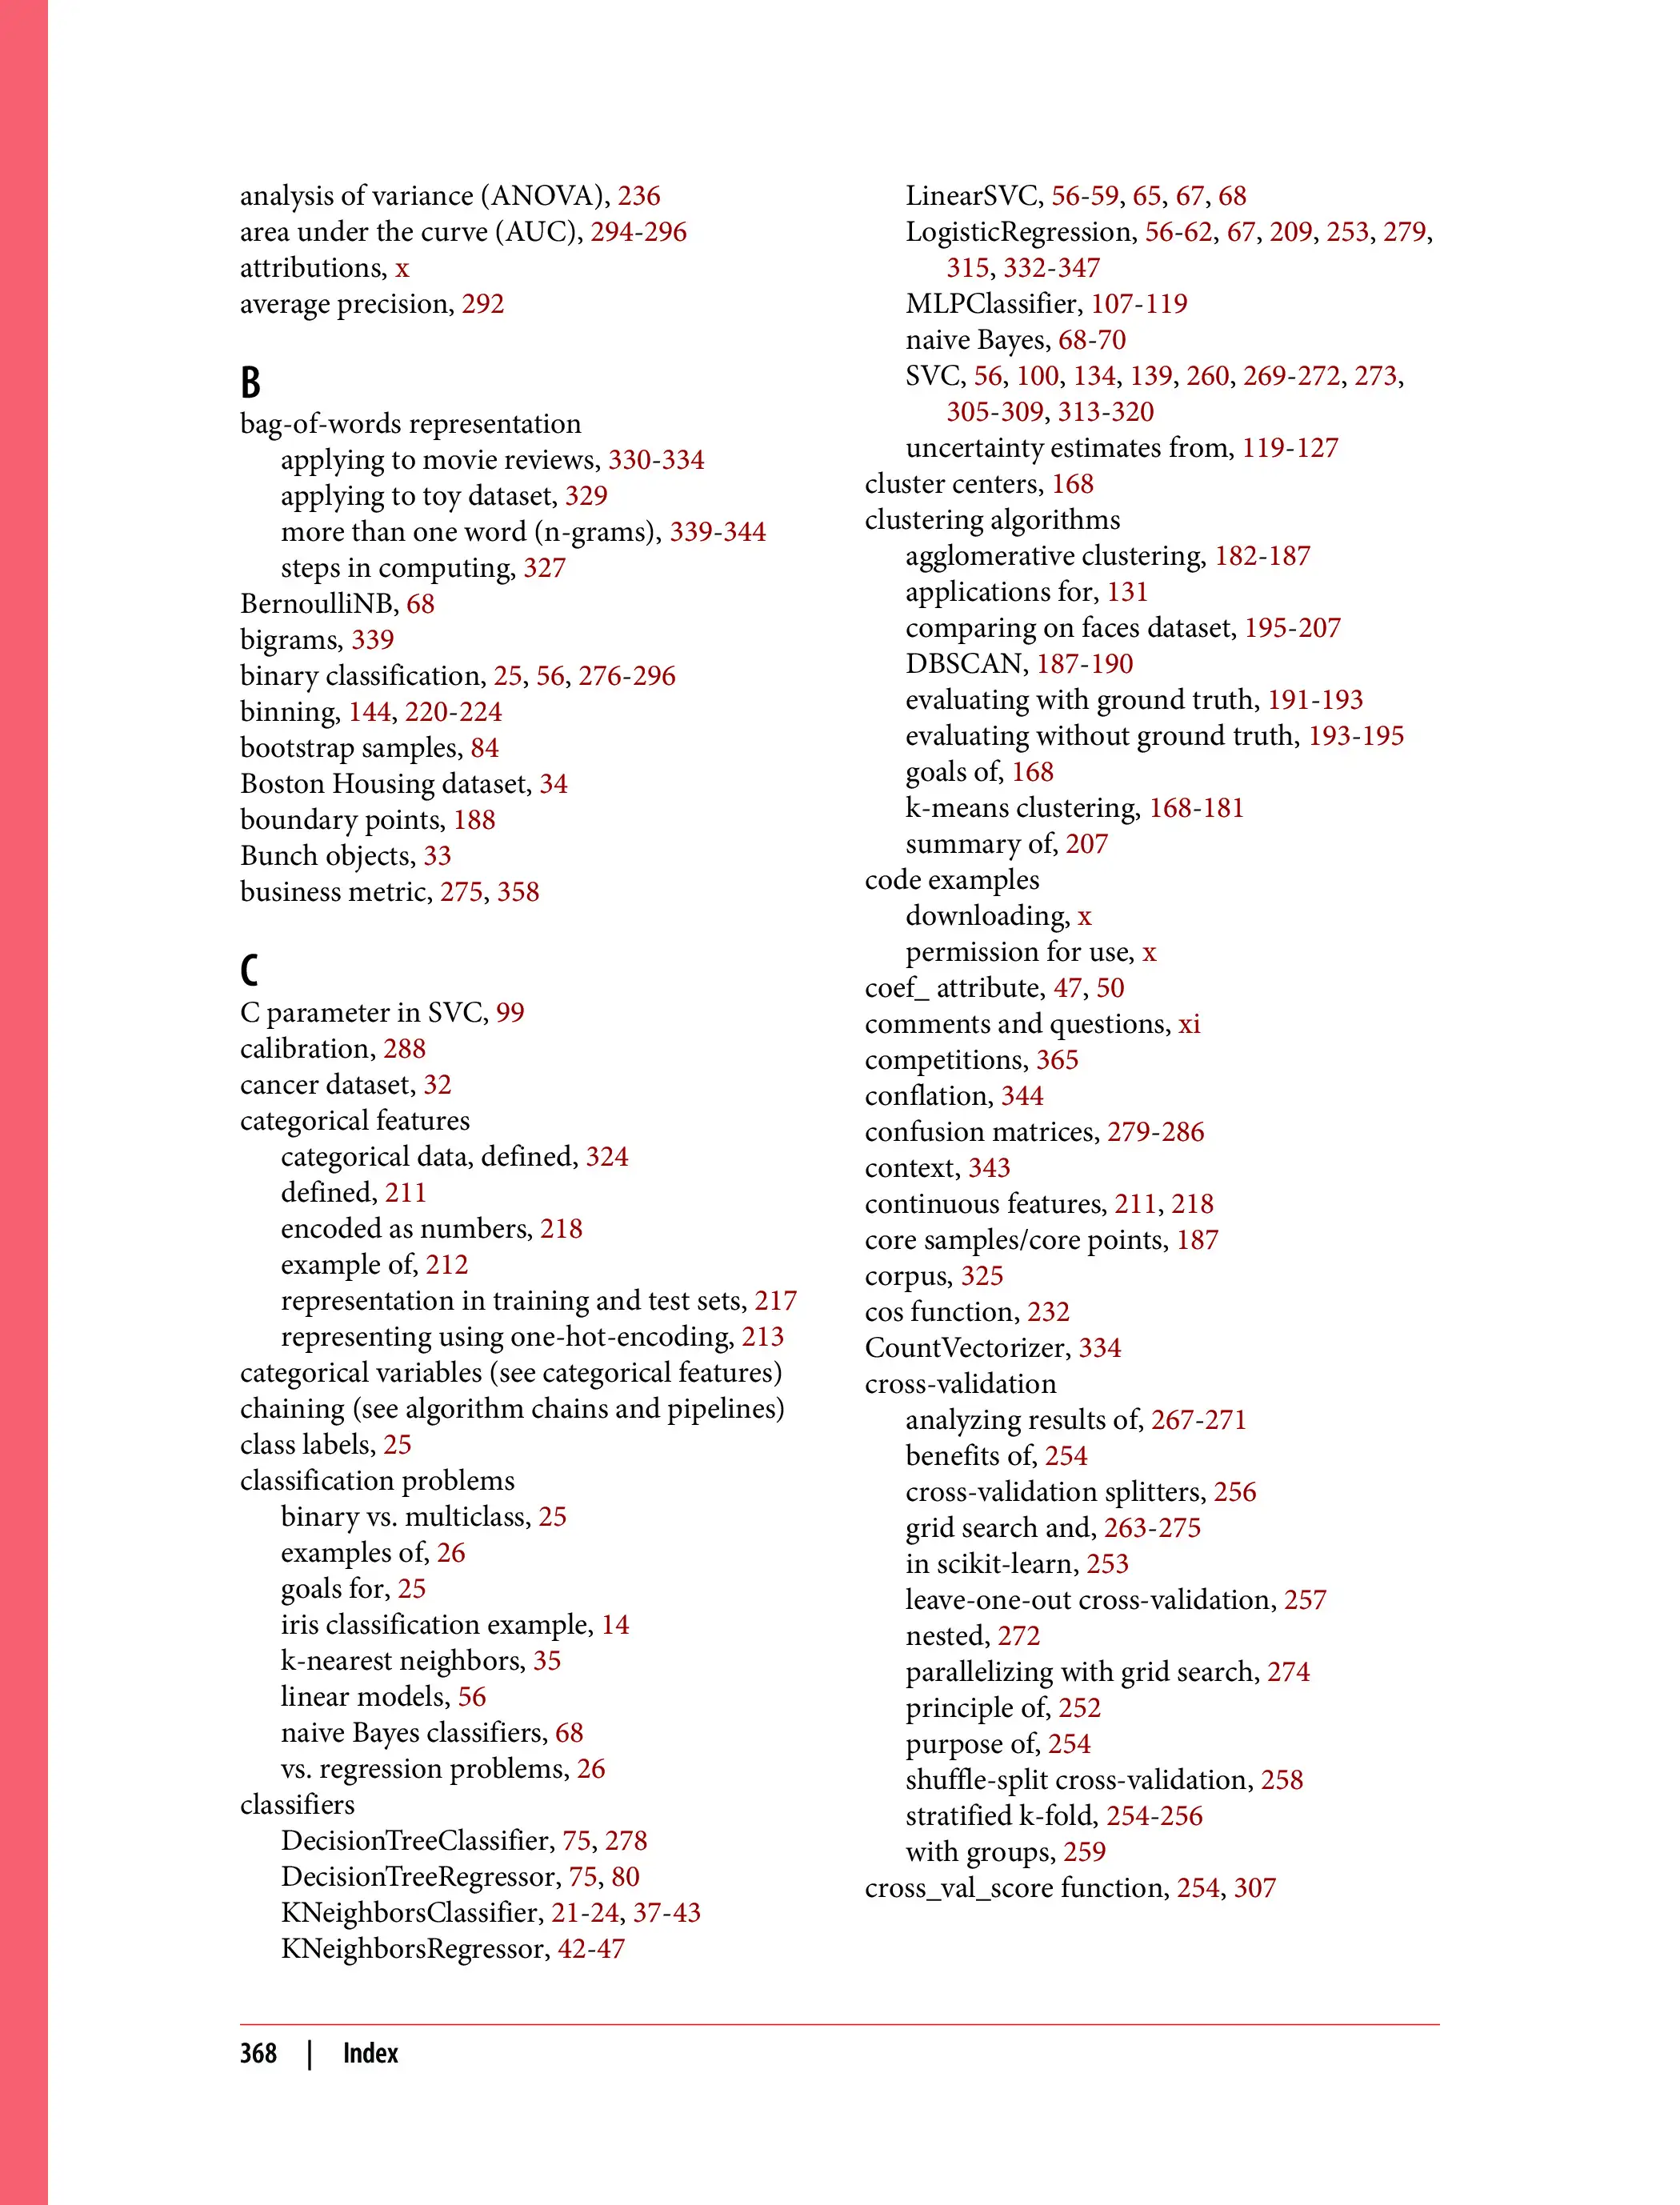 analysis of variance (ANOVA), 236
area under the curve (AUC), 294-296
attributions, x
average precision, 292
B
bag-of-words representation
applying to movie reviews, 330-334
applying to toy dataset, 329
more than one word (n-grams), 339-344
steps in computing, 327
BernoulliNB, 68
bigrams, 339
binary classification, 25, 56, 276-296
binning, 144, 220-224
bootstrap samples, 84
Boston Housing dataset, 34
boundary points, 188
Bunch objects, 33
business metric, 275, 358
C
C parameter in SVC, 99
calibration, 288
cancer dataset, 32
categorical features
categorical data, defined, 324
defined, 211
encoded as numbers, 218
example of, 212
representation in training and test sets, 217
representing using one-hot-encoding, 213
categorical variables (see categorical features)
chaining (see algorithm chains and pipelines)
class labels, 25
classification problems
binary vs. multiclass, 25
examples of, 26
goals for, 25
iris classification example, 14
k-nearest neighbors, 35
linear models, 56
naive Bayes classifiers, 68
vs. regression problems, 26
classifiers
DecisionTreeClassifier, 75, 278
DecisionTreeRegressor, 75, 80
KNeighborsClassifier, 21-24, 37-43
KNeighborsRegressor, 42-47
LinearSVC, 56-59, 65, 67, 68
LogisticRegression, 56-62, 67, 209, 253, 279,
315, 332-347
MLPClassifier, 107-119
naive Bayes, 68-70
SVC, 56, 100, 134, 139, 260, 269-272, 273,
305-309, 313-320
uncertainty estimates from, 119-127
cluster centers, 168
clustering algorithms
agglomerative clustering, 182-187
applications for, 131
comparing on faces dataset, 195-207
DBSCAN, 187-190
evaluating with ground truth, 191-193
evaluating without ground truth, 193-195
goals of, 168
k-means clustering, 168-181
summary of, 207
code examples
downloading, x
permission for use, x
coef_ attribute, 47, 50
comments and questions, xi
competitions, 365
conflation, 344
confusion matrices, 279-286
context, 343
continuous features, 211, 218
core samples/core points, 187
corpus, 325
cos function, 232
CountVectorizer, 334
cross-validation
analyzing results of, 267-271
benefits of, 254
cross-validation splitters, 256
grid search and, 263-275
in scikit-learn, 253
leave-one-out cross-validation, 257
nested, 272
parallelizing with grid search, 274
principle of, 252
purpose of, 254
shuffle-split cross-validation, 258
stratified k-fold, 254-256
with groups, 259
cross_val_score function, 254, 307
368 | Index